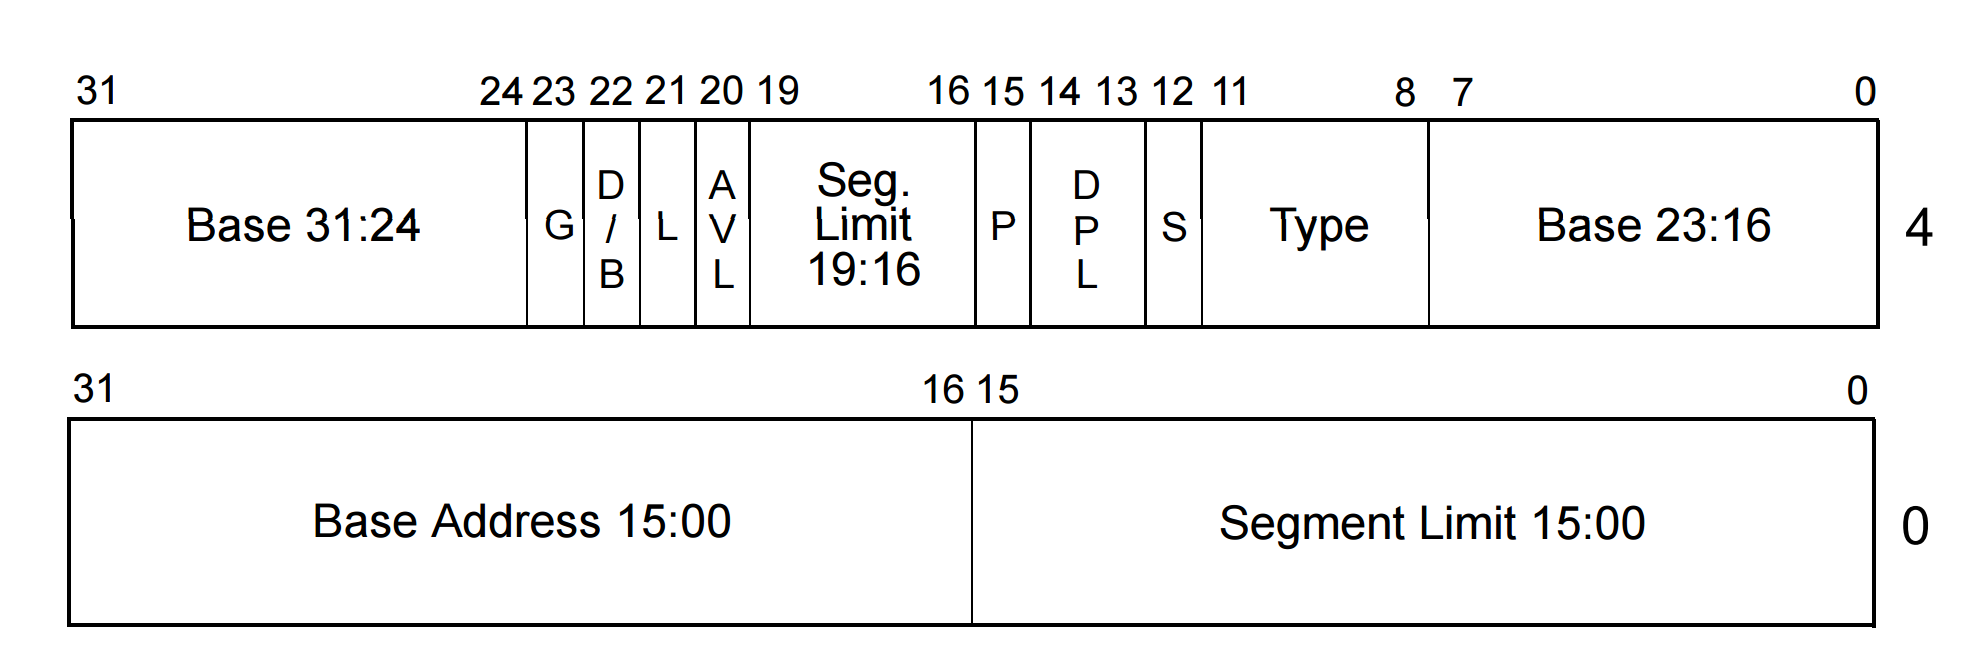 31 24 23 22 21 20 19 16 15 14 13 12 11 8 7 0
Base 31:24
G
D
/
B
L
A
V
L
Seg.
Limit
19:16
P
D
P
L
S
Type
Base 23:16
4
31 16 15 0
Base Address 15:00
Segment Limit 15:00
0